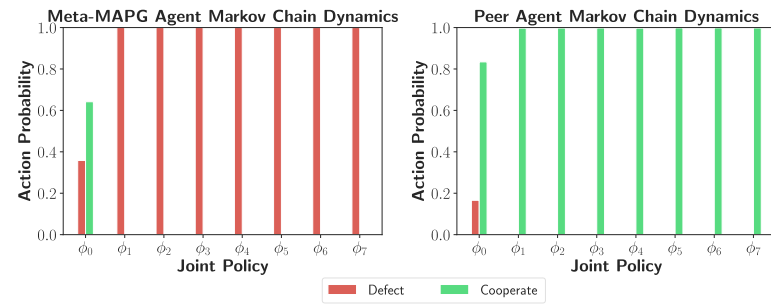 Meta-MAPG Agent Markov Chain Dynamics
Action Probability
1.0
0.8
0.6
0.4
0.2
0.0
ϕ0 ϕ1 ϕ2 ϕ3 ϕ4 ϕ5 ϕ6 ϕ7
Joint Policy
Peer Agent Markov Chain Dynamics
Action Probability
1.0
0.8
0.6
0.4
0.2
0.0
ϕ0 ϕ1 ϕ2 ϕ3 ϕ4 ϕ5 ϕ6 ϕ7
Joint Policy
Defect Cooperate